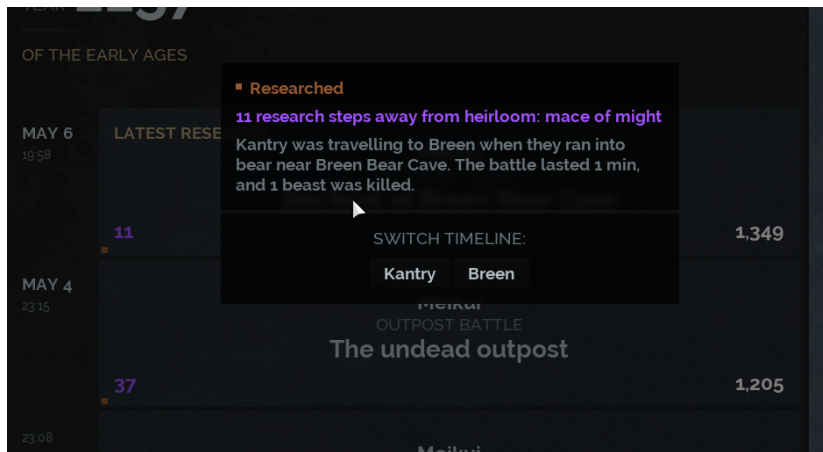 YEAR
OF THE EARLY AGES
Researched
11 research steps away from heirloom: mace of might
MAY 6
19:58
LATEST RESE
Kantry was travelling to Breen when they ran into
bear near Breen Bear Cave. The battle lasted 1 min,
and 1 beast was killed.
11
1,349
SWITCH TIMELINE:
Kantry
Breen
MAY 4
23:15
Meikui
OUTPOST BATTLE
The undead outpost
37
1,205
23:08
Meikui